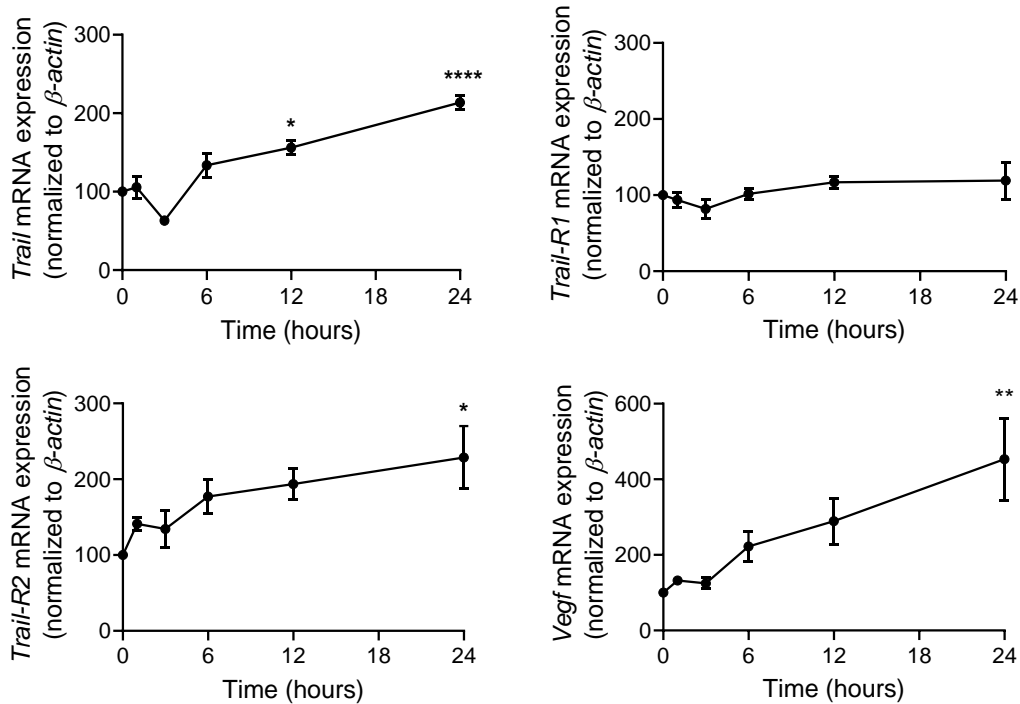 Trail mRNA expression
(normalized to β-actin)
300
200
100
0
*
****
0 6 12 18 24
Time (hours)
Trail-R1 mRNA expression
(normalized to β-actin)
300
200
100
0
0 6 12 18 24
Time (hours)
Trail-R2 mRNA expression
(normalized to β-actin)
300
200
100
0
*
0 6 12 18 24
Time (hours)
Vegf mRNA expression
(normalized to β-actin)
600
400
200
0
**
0 6 12 18 24
Time (hours)